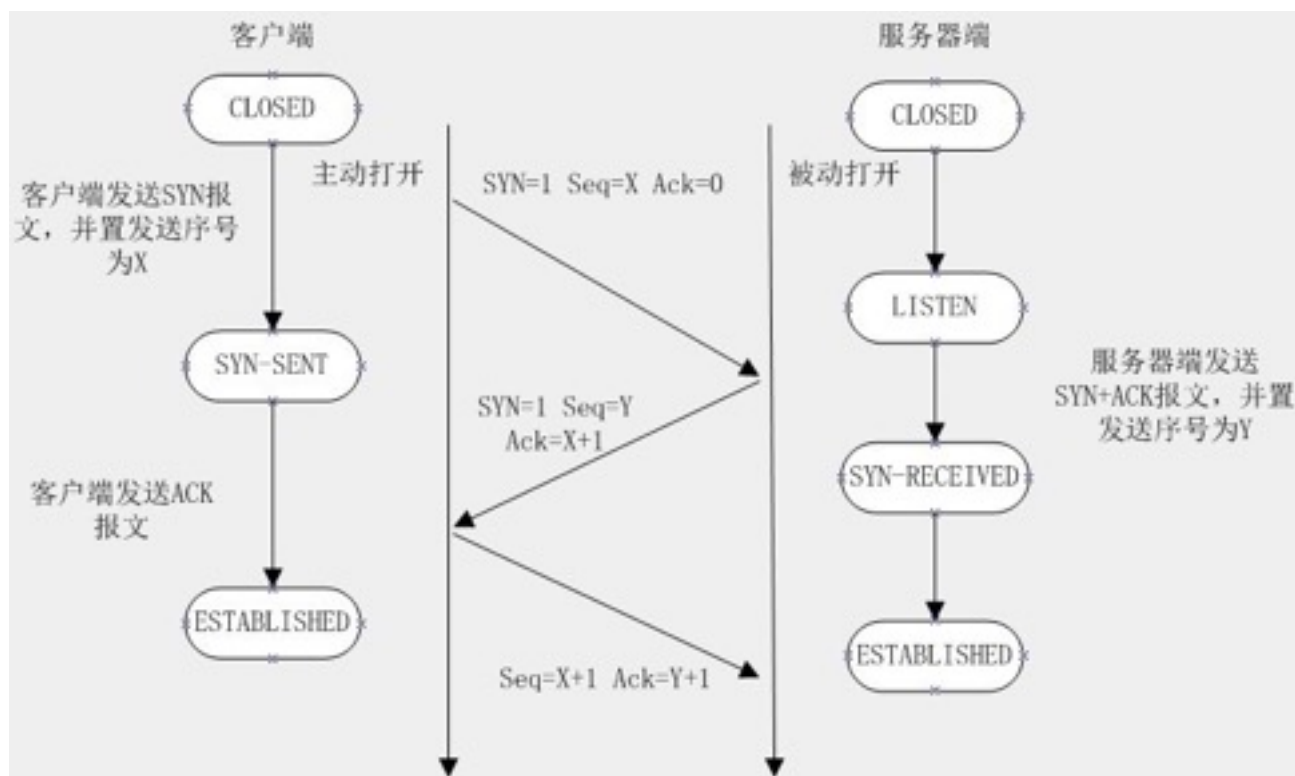 客户端
服务器端
CLOSED
CLOSED
主动打开
SYN=1 Seq=X Ack=0
被动打开
客户端发送SYN报
文，并置发送序号
为X
LISTEN
SYN-SENT
服务器端发送
SYN+ACK报文，并置
发送序号为Y
SYN=1 Seq=Y
Ack=X+1
SYN-RECEIVED
客户端发送ACK
报文
ESTABLISHED
ESTABLISHED
Seq=X+1 Ack=Y+1